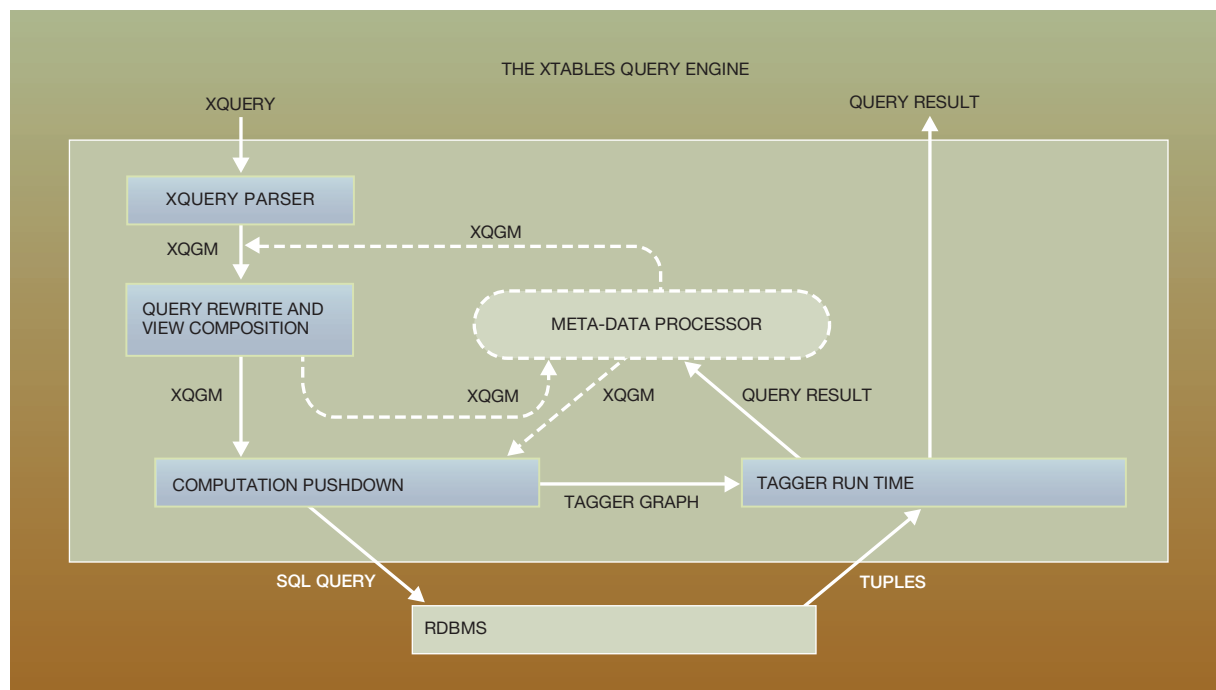 THE XTABLES QUERY ENGINE
XQUERY
QUERY RESULT
XQUERY PARSER
XQGM
XQGM
QUERY REWRITE AND
VIEW COMPOSITION
META-DATA PROCESSOR
XQGM
XQGM
XQGM
QUERY RESULT
COMPUTATION PUSHDOWN
TAGGER GRAPH
TAGGER RUN TIME
SQL QUERY
TUPLES
RDBMS